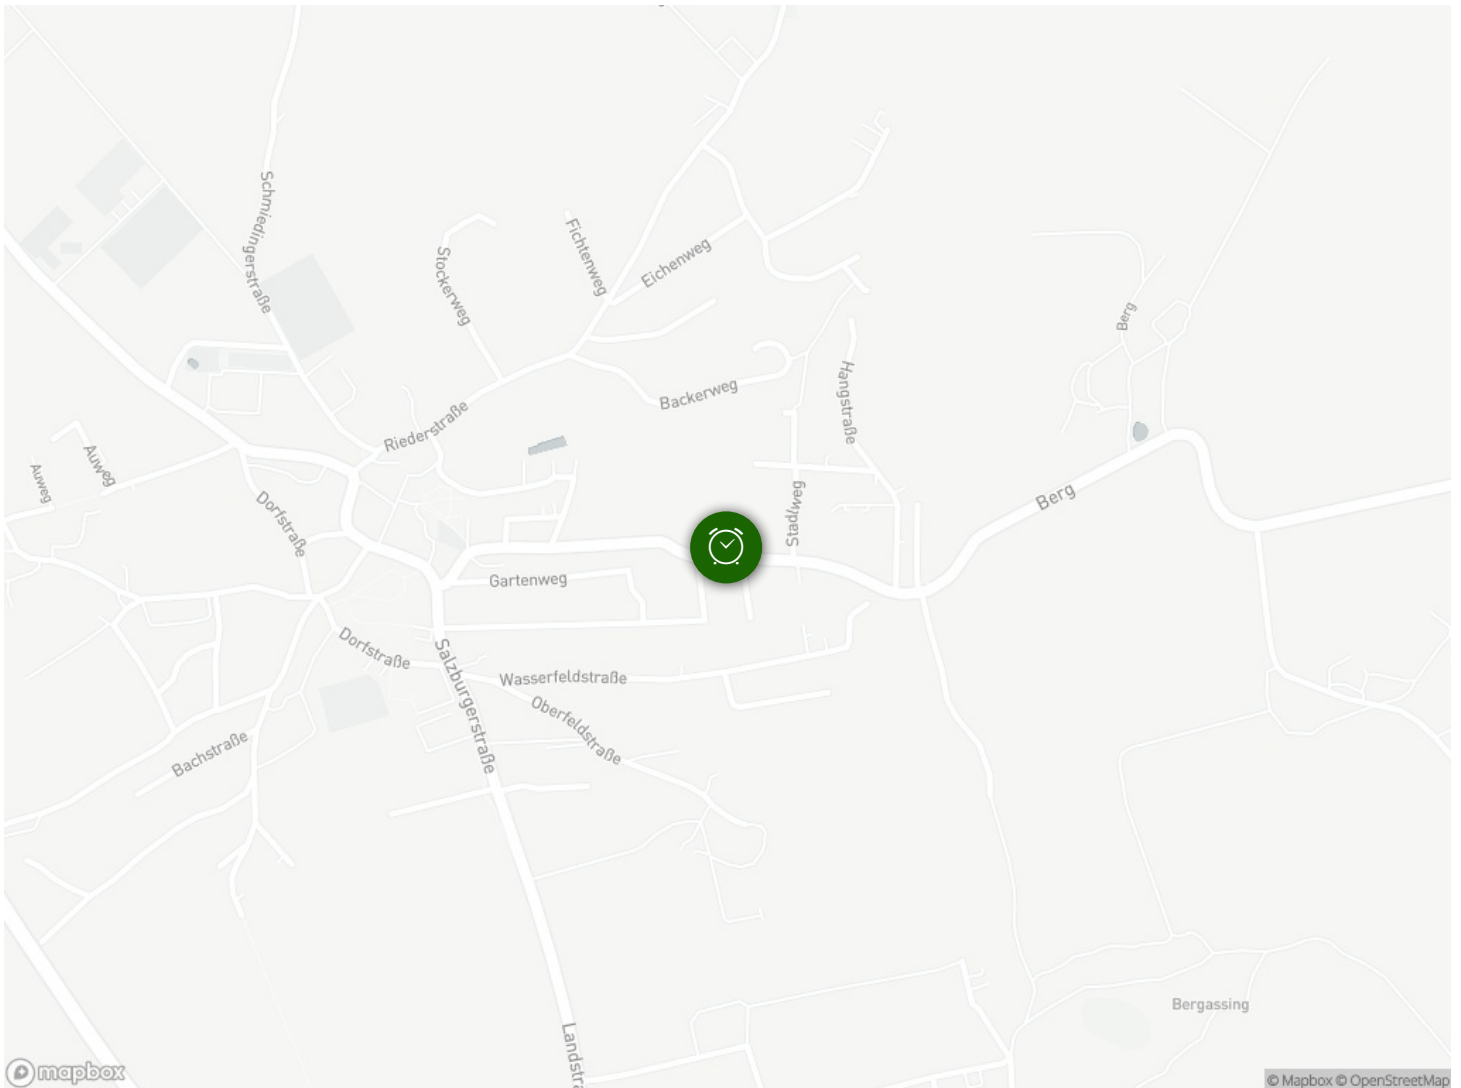 Schmiedingerstraße
Stockerweg
Fichtenweg
Eichenweg
Berg
Backerweg
Hangstraße
Riederstraße
Auweg
Auweg
Dorfstraße
Stadlweg
Berg
Gartenweg
Dorfstraße
Salzburgerstraße
Wasserfeldstraße
Oberfeldstraße
Bachstraße
Bergassing
Landstra
mapbox
© Mapbox © OpenStreetMap